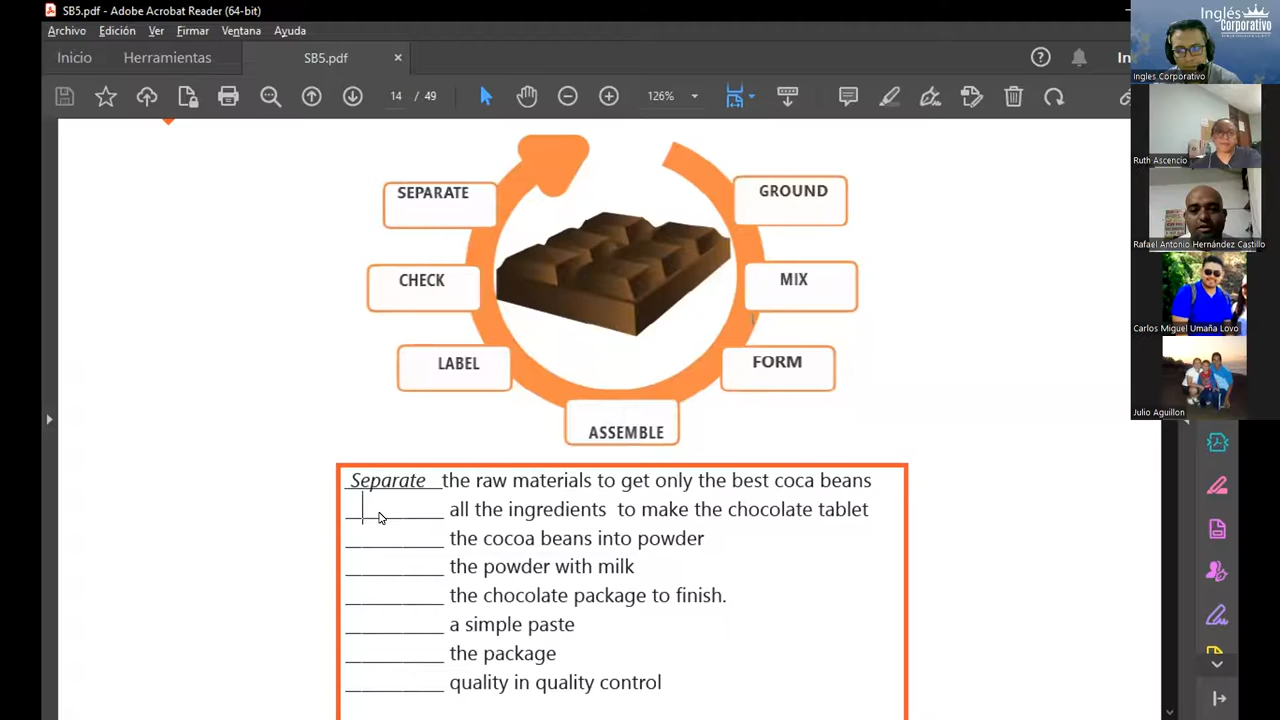 SB5.pdf - Adobe Acrobat Reader (64-bit)
Archivo Edición Ver Firmar Ventana Ayuda
Inicio Herramientas SB5.pdf ×
14 / 49 126%
SEPARATE
CHECK
LABEL
ASSEMBLE
GROUND
MIX
FORM
Separate the raw materials to get only the best coca beans
__________ all the ingredients to make the chocolate tablet
__________ the cocoa beans into powder
__________ the powder with milk
__________ the chocolate package to finish.
__________ a simple paste
__________ the package
__________ quality in quality control
Inglés
Corporativo
Ingles Corporativo
Ruth Ascencio
Rafael Antonio Hernández Castillo
Carlos Miguel Umaña Lovo
Julio Aguillon